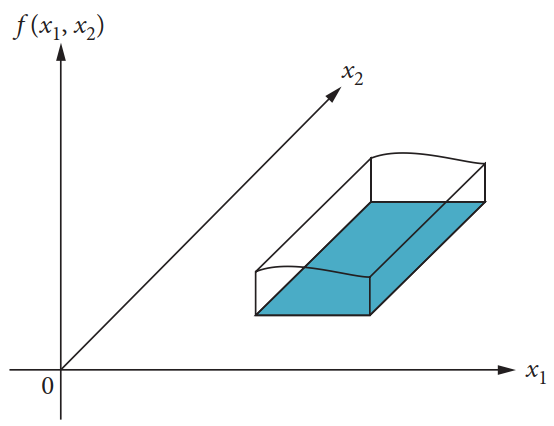 f(x₁, x₂)
x₂
0
x₁